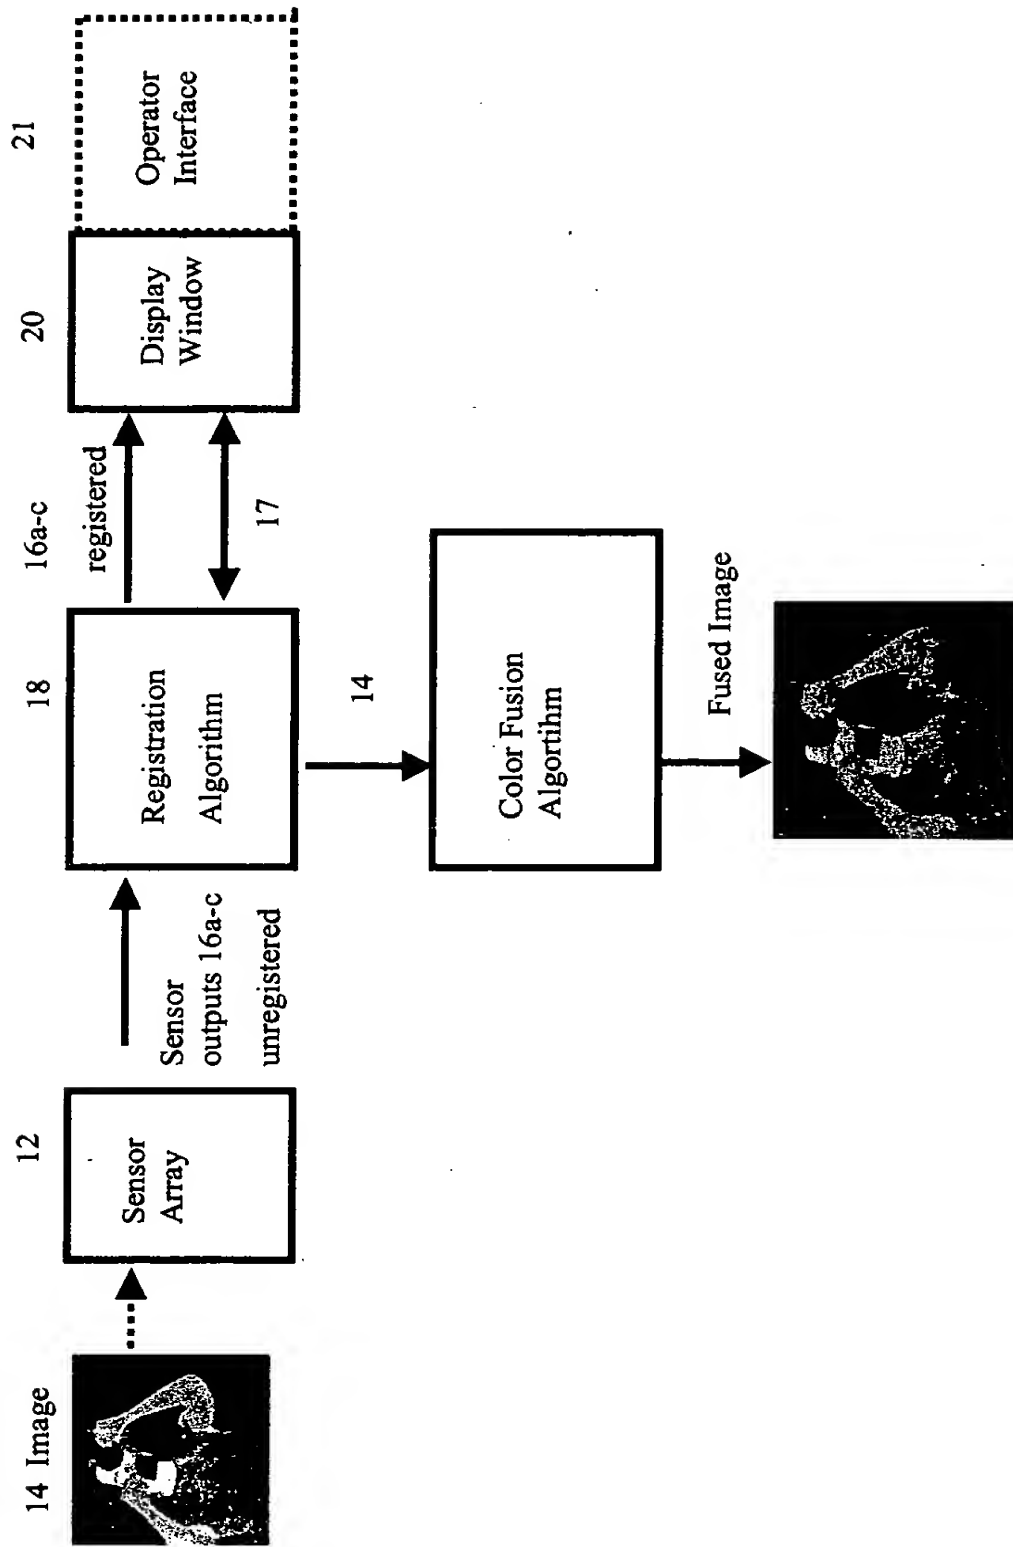 14 Image
12
Sensor
Array
Sensor
outputs 16a-c
unregistered
18
Registration
Algorithm
16a-c
registered
17
20
Display
Window
21
Operator
Interface
14
Color Fusion
Algortihm
Fused Image